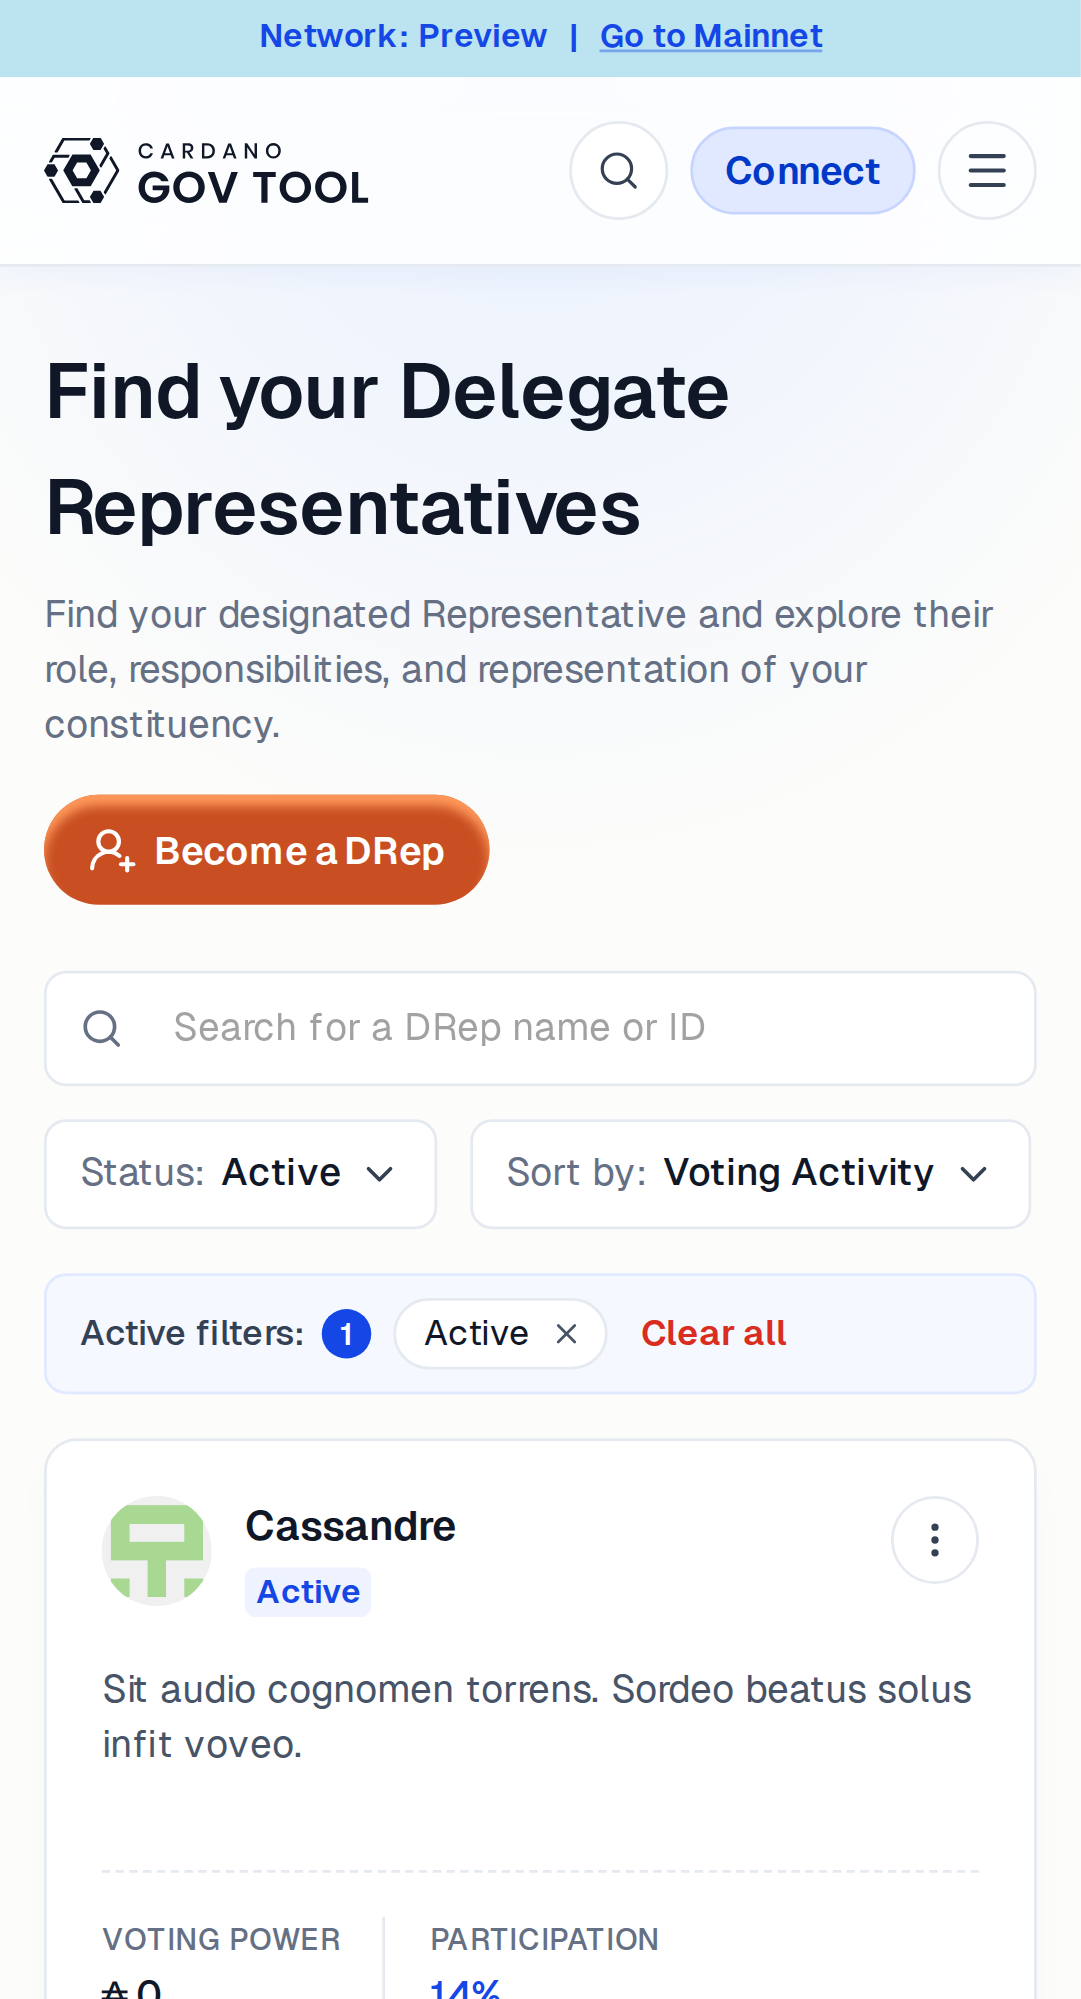 Network: Preview | Go to Mainnet
CARDANO
GOV TOOL
Connect
Find your Delegate
Representatives
Find your designated Representative and explore their
role, responsibilities, and representation of your
constituency.
Become a DRep
Search for a DRep name or ID
Status: Active
Sort by: Voting Activity
Active filters: 1 Active Clear all
Cassandre
Active
Sit audio cognomen torrens. Sordeo beatus solus
infit voveo.
VOTING POWER
₳ 0
PARTICIPATION
14%